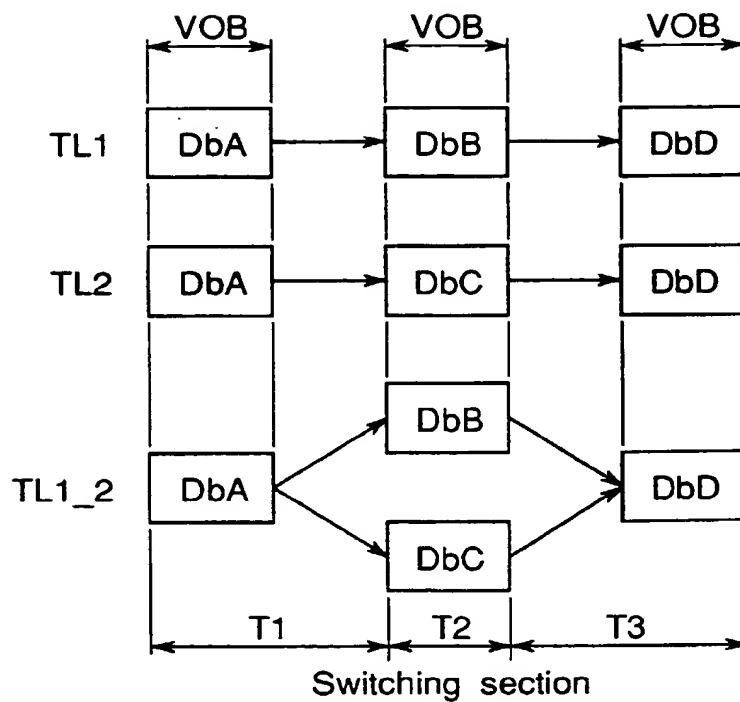 VOB VOB VOB
TL1 DbA DbB DbD
TL2 DbA DbC DbD
DbB
TL1_2 DbA DbD
DbC
T1 T2 T3
Switching section